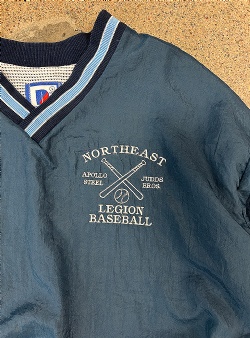 NORTHEAST
APOLLO JUDDS
STEEL BROS.
LEGION
BASEBALL